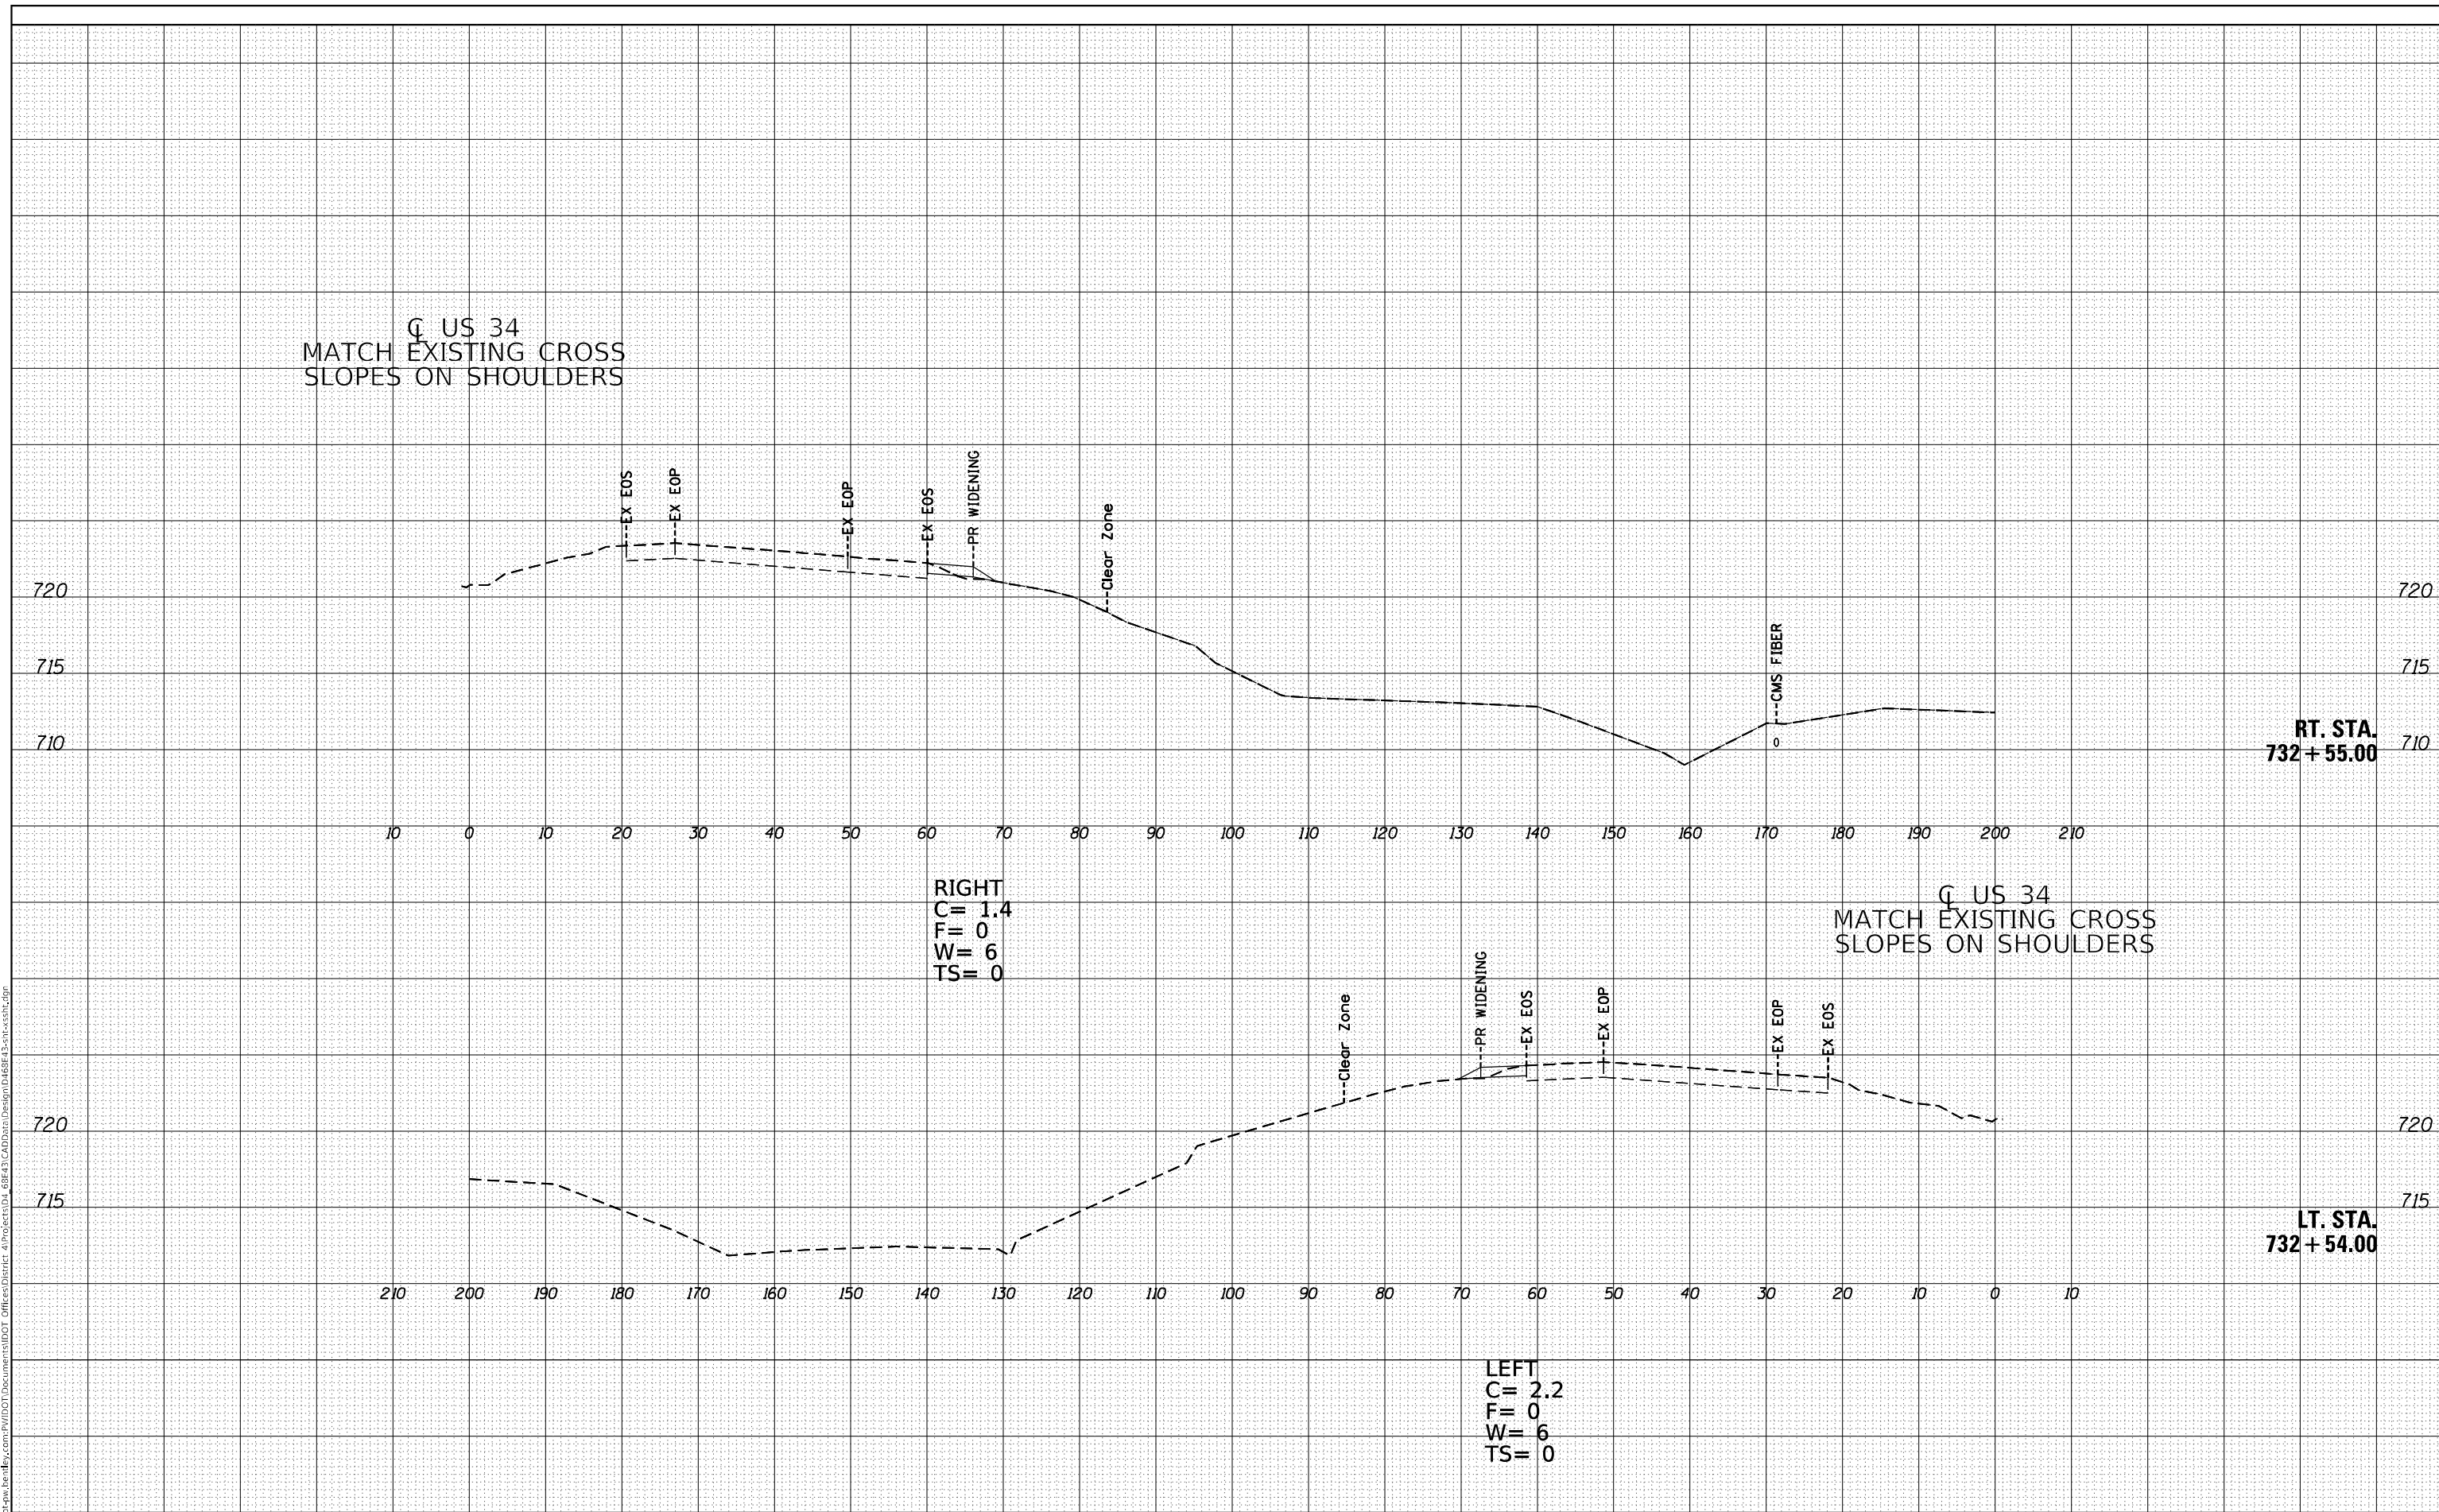 ℄ US 34
MATCH EXISTING CROSS
SLOPES ON SHOULDERS
EX EOS
EX EOP
EX EOP
EX EOS
PR WIDENING
Clear Zone
CMS FIBER
720
720
715
715
710
710
RT. STA.
732+55.00
10 0 10 20 30 40 50 60 70 80 90 100 110 120 130 140 150 160 170 180 190 200 210
RIGHT
C= 1.4
F= 0
W= 6
TS= 0
℄ US 34
MATCH EXISTING CROSS
SLOPES ON SHOULDERS
Clear Zone
PR WIDENING
EX EOS
EX EOP
EX EOP
EX EOS
720
720
715
715
LT. STA.
732+54.00
210 200 190 180 170 160 150 140 130 120 110 100 90 80 70 60 50 40 30 20 10 0 10
LEFT
C= 2.2
F= 0
W= 6
TS= 0